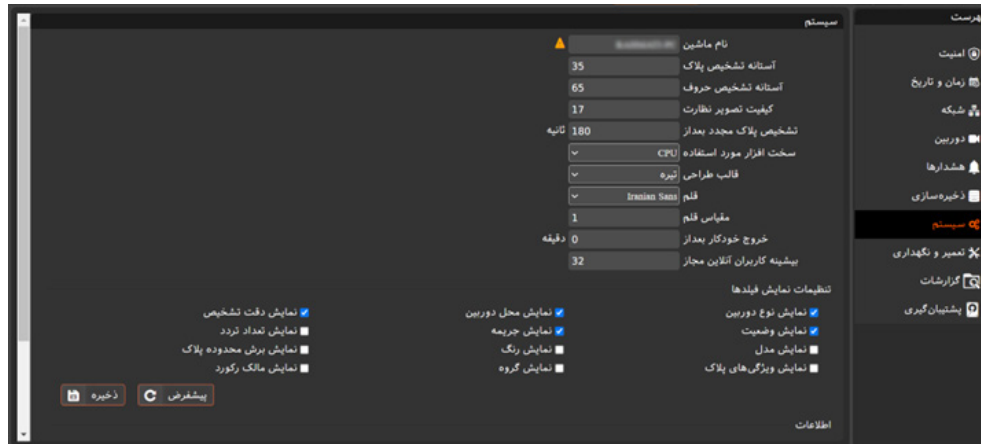 فهرست
امنیت
زمان و تاریخ
شبکه
دوربین
هشدارها
ذخیره‌سازی
سیستم
تعمیر و نگهداری
گزارشات
پشتیبان‌گیری
سیستم
نام ماشین
آستانه تشخیص پلاک 35
آستانه تشخیص حروف 65
کیفیت تصویر نظارت 17
تشخیص پلاک مجدد بعداز 180 ثانیه
سخت افزار مورد استفاده CPU
قالب طراحی تیره
قلم Iranian Sans
مقیاس قلم 1
خروج خودکار بعداز 0 دقیقه
بیشینه کاربران آنلاین مجاز 32
تنظیمات نمایش فیلدها
نمایش نوع دوربین نمایش محل دوربین نمایش دقت تشخیص
نمایش وضعیت نمایش جریمه نمایش تعداد تردد
نمایش مدل نمایش رنگ نمایش برش محدوده پلاک
نمایش ویژگی‌های پلاک نمایش گروه نمایش مالک رکورد
پیشفرض ذخیره
اطلاعات